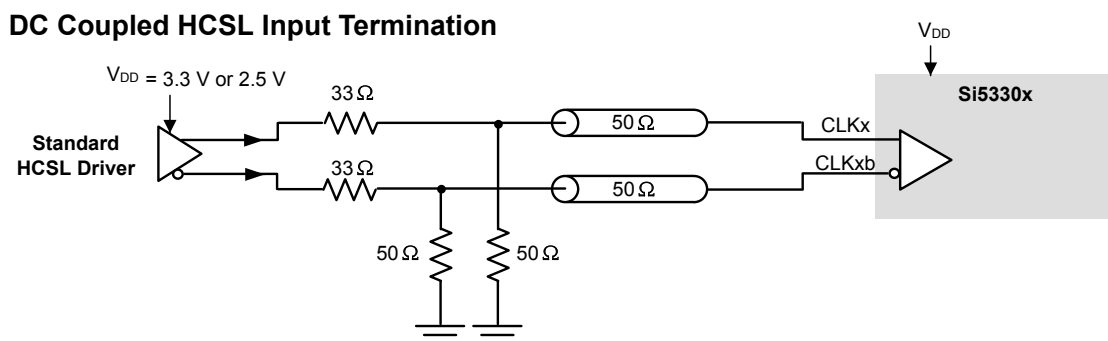 DC Coupled HCSL Input Termination
VDD
VDD = 3.3 V or 2.5 V
Si5330x
33 Ω
50 Ω
CLKx
Standard
HCSL Driver
33 Ω
CLKxb
50 Ω
50 Ω
50 Ω